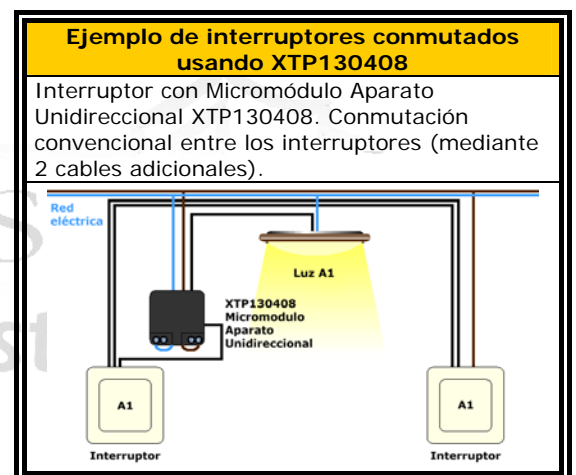 Ejemplo de interruptores conmutados
usando XTP130408
Interruptor con Micromódulo Aparato
Unidireccional XTP130408. Conmutación
convencional entre los interruptores (mediante
2 cables adicionales).
Red
eléctrica
Luz A1
XTP130408
Micromodulo
Aparato
Unidireccional
A1
A1
Interruptor
Interruptor